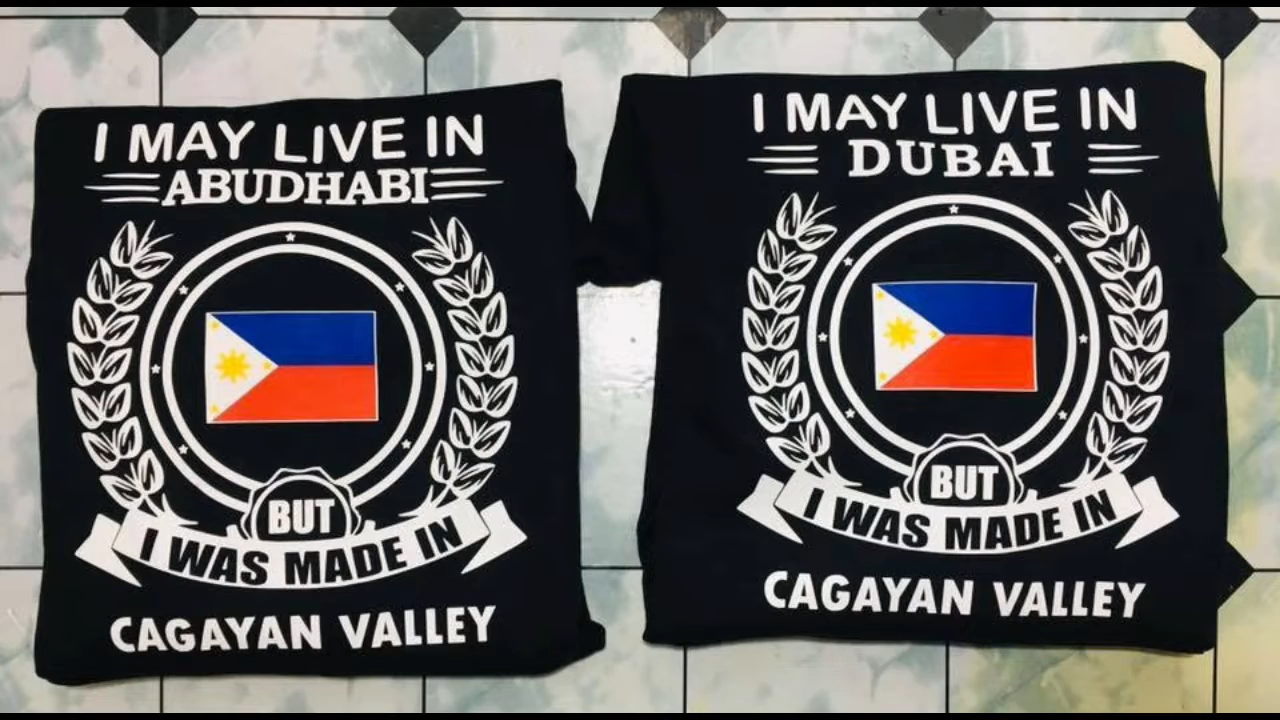 I MAY LIVE IN
ABUDHABI
BUT
I WAS MADE IN
CAGAYAN VALLEY
I MAY LIVE IN
DUBAI
BUT
I WAS MADE IN
CAGAYAN VALLEY